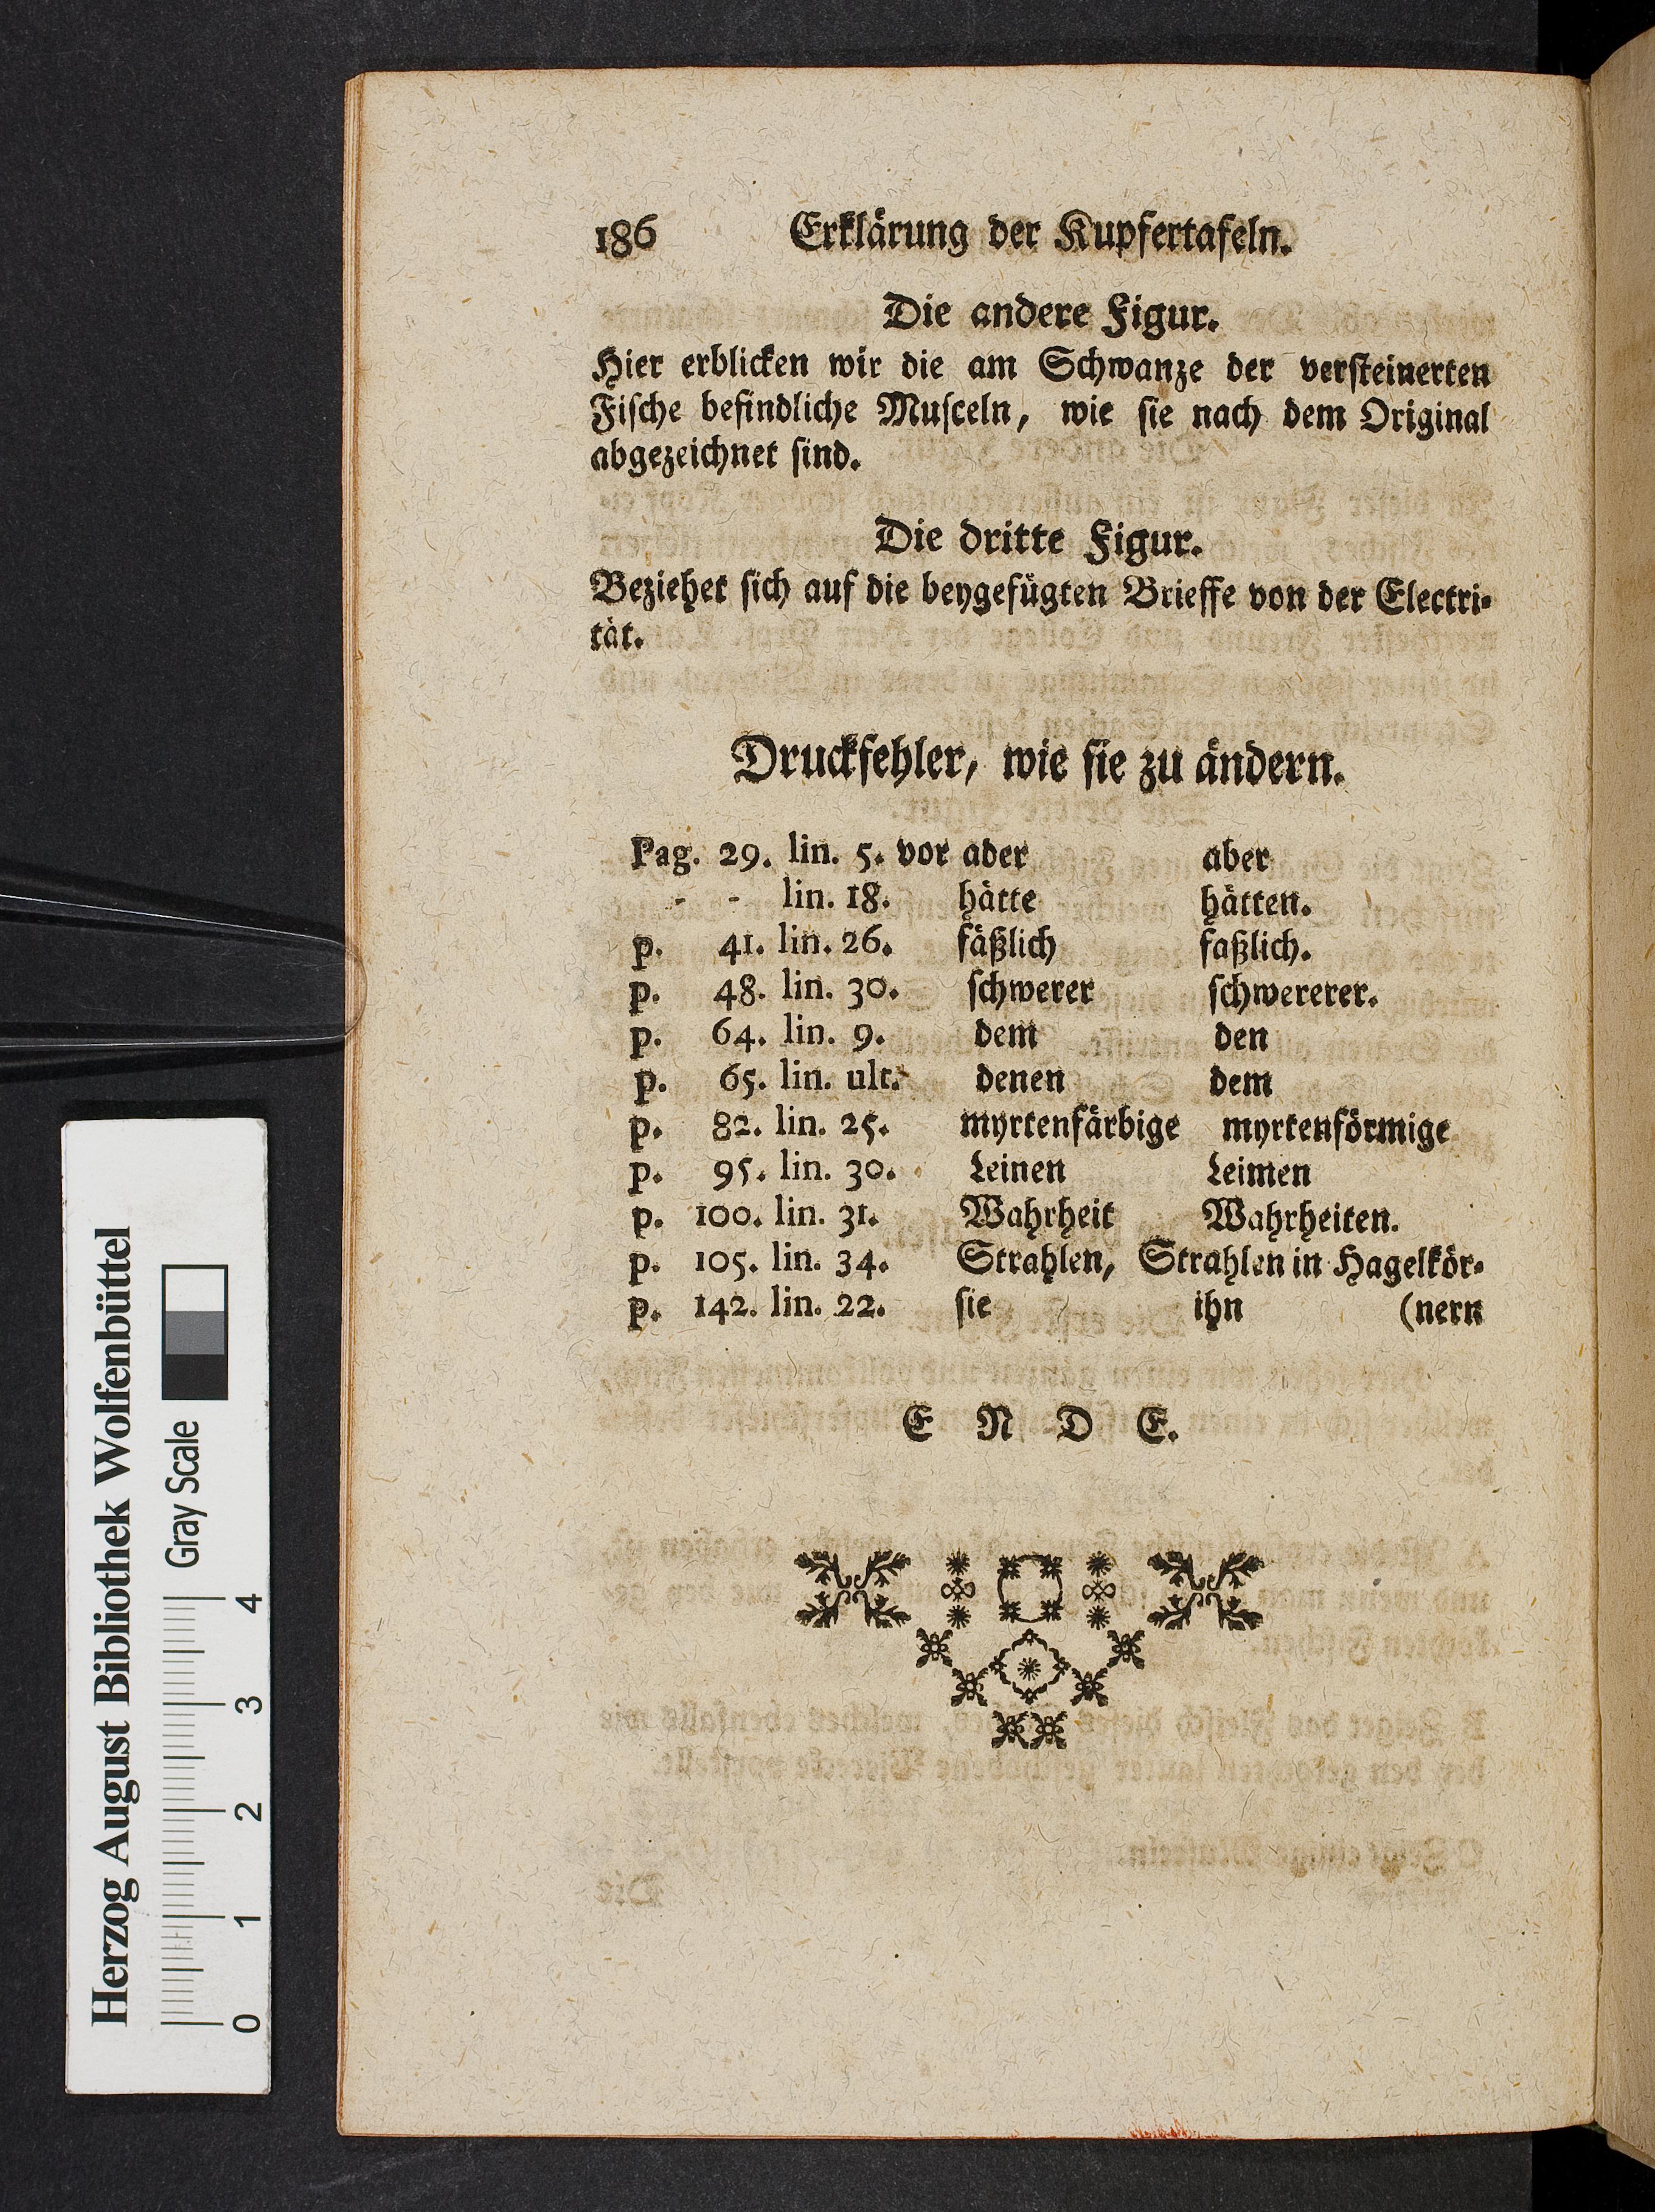 186 Erklärung der Kupfertafeln.
Die andere Figur.
Hier erblicken wir die am Schwanze der versteinerten
Fische befindliche Musceln, wie sie nach dem Original
abgezeichnet sind.
Die dritte Figur.
Beziehet sich auf die beygefügten Brieffe von der Electri-
tät.
Druckfehler, wie sie zu ändern.
Pag. 29. lin. 5. vor ader aber
- - lin. 18. hätte hätten.
p. 41. lin. 26. fäßlich faßlich.
p. 48. lin. 30. schwerer schwererer.
p. 64. lin. 9. dem den
p. 65. lin. ult. denen dem
p. 82. lin. 25. myrtenfärbige myrtenförmige
p. 95. lin. 30. Leinen Leimen
p. 100. lin. 31. Wahrheit Wahrheiten.
p. 105. lin. 34. Strahlen, Strahlen in Hagelkör-
p. 142. lin. 22. sie ihn (nern
E N D E.
Herzog August Bibliothek Wolfenbüttel
Gray Scale
0 1 2 3 4